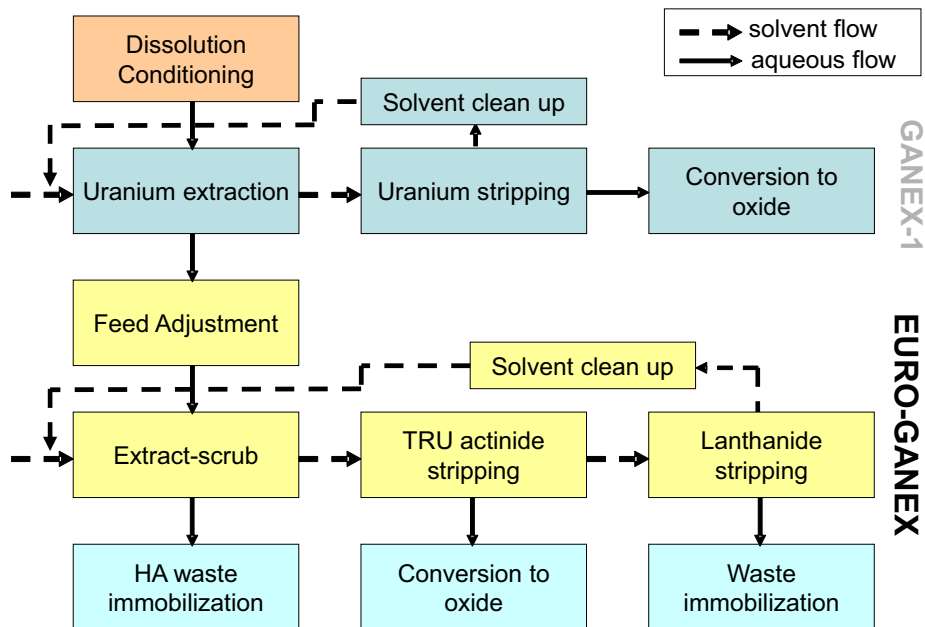 Dissolution
Conditioning
solvent flow
aqueous flow
Solvent clean up
Uranium extraction
Uranium stripping
Conversion to
oxide
GANEX-1
Feed Adjustment
Solvent clean up
Extract-scrub
TRU actinide
stripping
Lanthanide
stripping
EURO-GANEX
HA waste
immobilization
Conversion to
oxide
Waste
immobilization